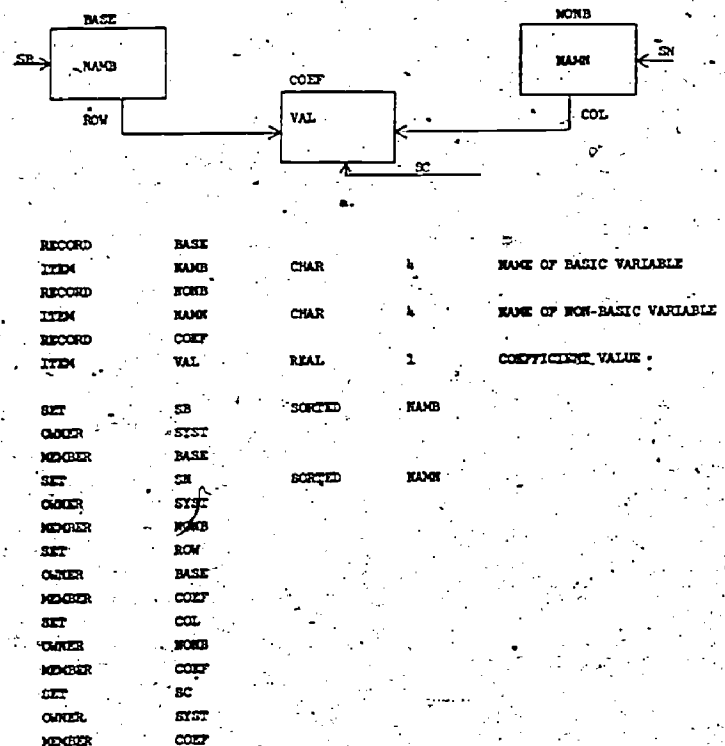 BASE NONB
SB NAMB NAMN SN
COEF
ROW VAL COL
SC
a.
RECORD BASE
ITEM NAMB CHAR 4 NAME OF BASIC VARIABLE
RECORD NONB
ITEM NAMN CHAR 4 NAME OF NON-BASIC VARIABLE
RECORD COEF
ITEM VAL REAL 1 COEFFICIENT VALUE
SET SB SORTED NAMB
OWNER SYST
MEMBER BASE
SET SN SORTED NAMN
OWNER SYST
MEMBER NONB
SET ROW
OWNER BASE
MEMBER COEF
SET COL
OWNER NONB
MEMBER COEF
SET SC
OWNER SYST
MEMBER COEF